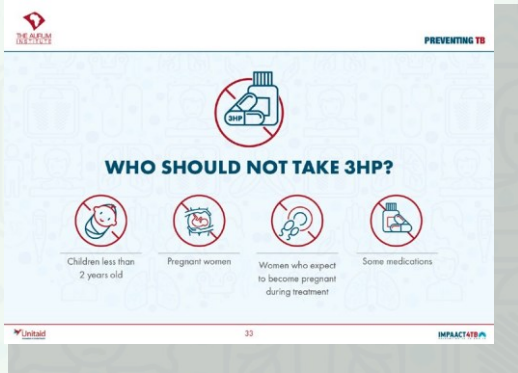 THE AURUM
INSTITUTE
PREVENTING TB
3HP
WHO SHOULD NOT TAKE 3HP?
Children less than
2 years old
Pregnant women
Women who expect
to become pregnant
during treatment
Some medications
Unitaid
33
IMPAACT4TB